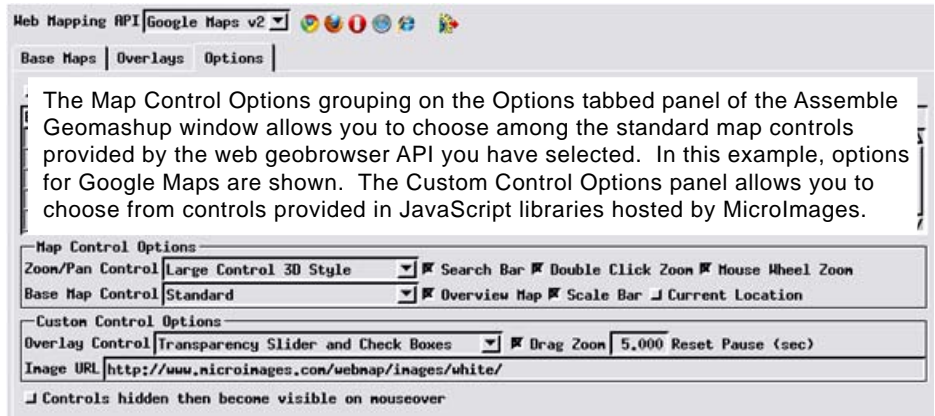 Web Mapping API Google Maps v2
Base Maps Overlays Options
The Map Control Options grouping on the Options tabbed panel of the Assemble
Geomashup window allows you to choose among the standard map controls
provided by the web geobrowser API you have selected. In this example, options
for Google Maps are shown. The Custom Control Options panel allows you to
choose from controls provided in JavaScript libraries hosted by MicroImages.
Map Control Options
Zoom/Pan Control Large Control 3D Style Search Bar Double Click Zoom Mouse Wheel Zoom
Base Map Control Standard Overview Map Scale Bar Current Location
Custom Control Options
Overlay Control Transparency Slider and Check Boxes Drag Zoom 5.000 Reset Pause (sec)
Image URL http://www.microimages.com/webmap/images/white/
Controls hidden then become visible on mouseover